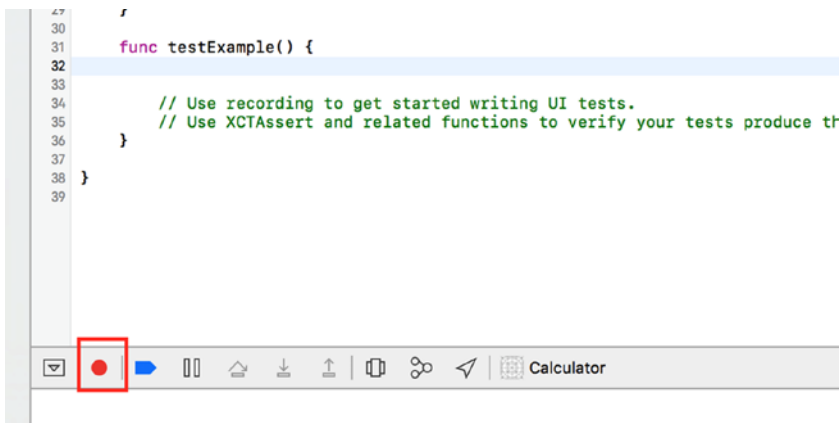 29 }
30
31 func testExample() {
32
33
34 // Use recording to get started writing UI tests.
35 // Use XCTAssert and related functions to verify your tests produce
36 }
37
38 }
39
Calculator